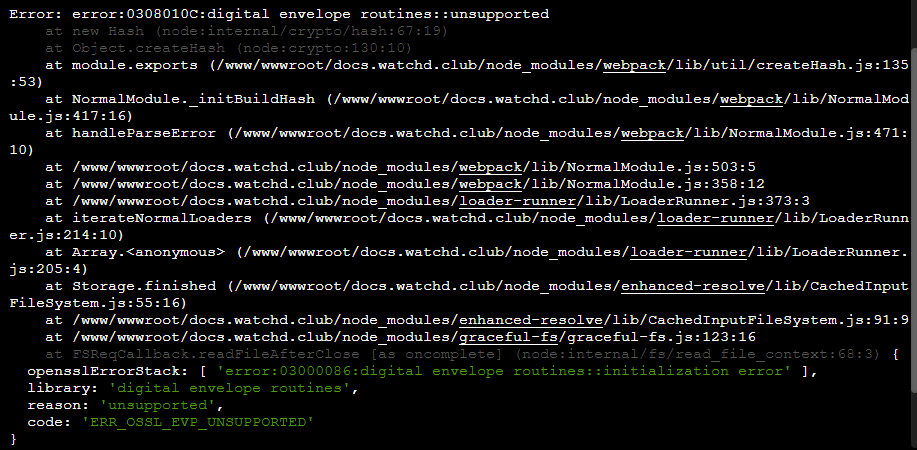 Error: error:0308010C:digital envelope routines::unsupported
    at new Hash (node:internal/crypto/hash:67:19)
    at Object.createHash (node:crypto:130:10)
    at module.exports (/www/wwwroot/docs.watchd.club/node_modules/webpack/lib/util/createHash.js:135
:53)
    at NormalModule._initBuildHash (/www/wwwroot/docs.watchd.club/node_modules/webpack/lib/NormalMod
ule.js:417:16)
    at handleParseError (/www/wwwroot/docs.watchd.club/node_modules/webpack/lib/NormalModule.js:471:
10)
    at /www/wwwroot/docs.watchd.club/node_modules/webpack/lib/NormalModule.js:503:5
    at /www/wwwroot/docs.watchd.club/node_modules/webpack/lib/NormalModule.js:358:12
    at /www/wwwroot/docs.watchd.club/node_modules/loader-runner/lib/LoaderRunner.js:373:3
    at iterateNormalLoaders (/www/wwwroot/docs.watchd.club/node_modules/loader-runner/lib/LoaderRunn
er.js:214:10)
    at Array.<anonymous> (/www/wwwroot/docs.watchd.club/node_modules/loader-runner/lib/LoaderRunner.
js:205:4)
    at Storage.finished (/www/wwwroot/docs.watchd.club/node_modules/enhanced-resolve/lib/CachedInput
FileSystem.js:55:16)
    at /www/wwwroot/docs.watchd.club/node_modules/enhanced-resolve/lib/CachedInputFileSystem.js:91:9
    at /www/wwwroot/docs.watchd.club/node_modules/graceful-fs/graceful-fs.js:123:16
    at FSReqCallback.readFileAfterClose [as oncomplete] (node:internal/fs/read_file_context:68:3) {
  opensslErrorStack: [ 'error:03000086:digital envelope routines::initialization error' ],
  library: 'digital envelope routines',
  reason: 'unsupported',
  code: 'ERR_OSSL_EVP_UNSUPPORTED'
}